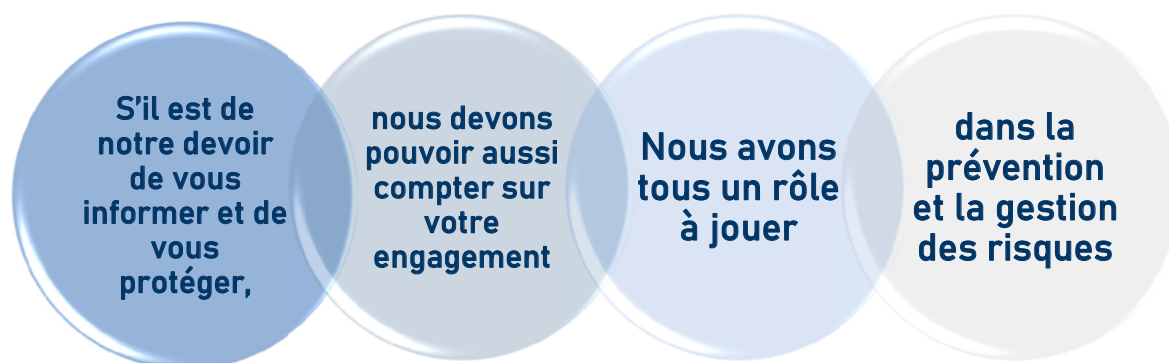 S'il est de
notre devoir
de vous
informer et de
vous
protéger,
nous devons
pouvoir aussi
compter sur
votre
engagement
Nous avons
tous un rôle
à jouer
dans la
prévention
et la gestion
des risques